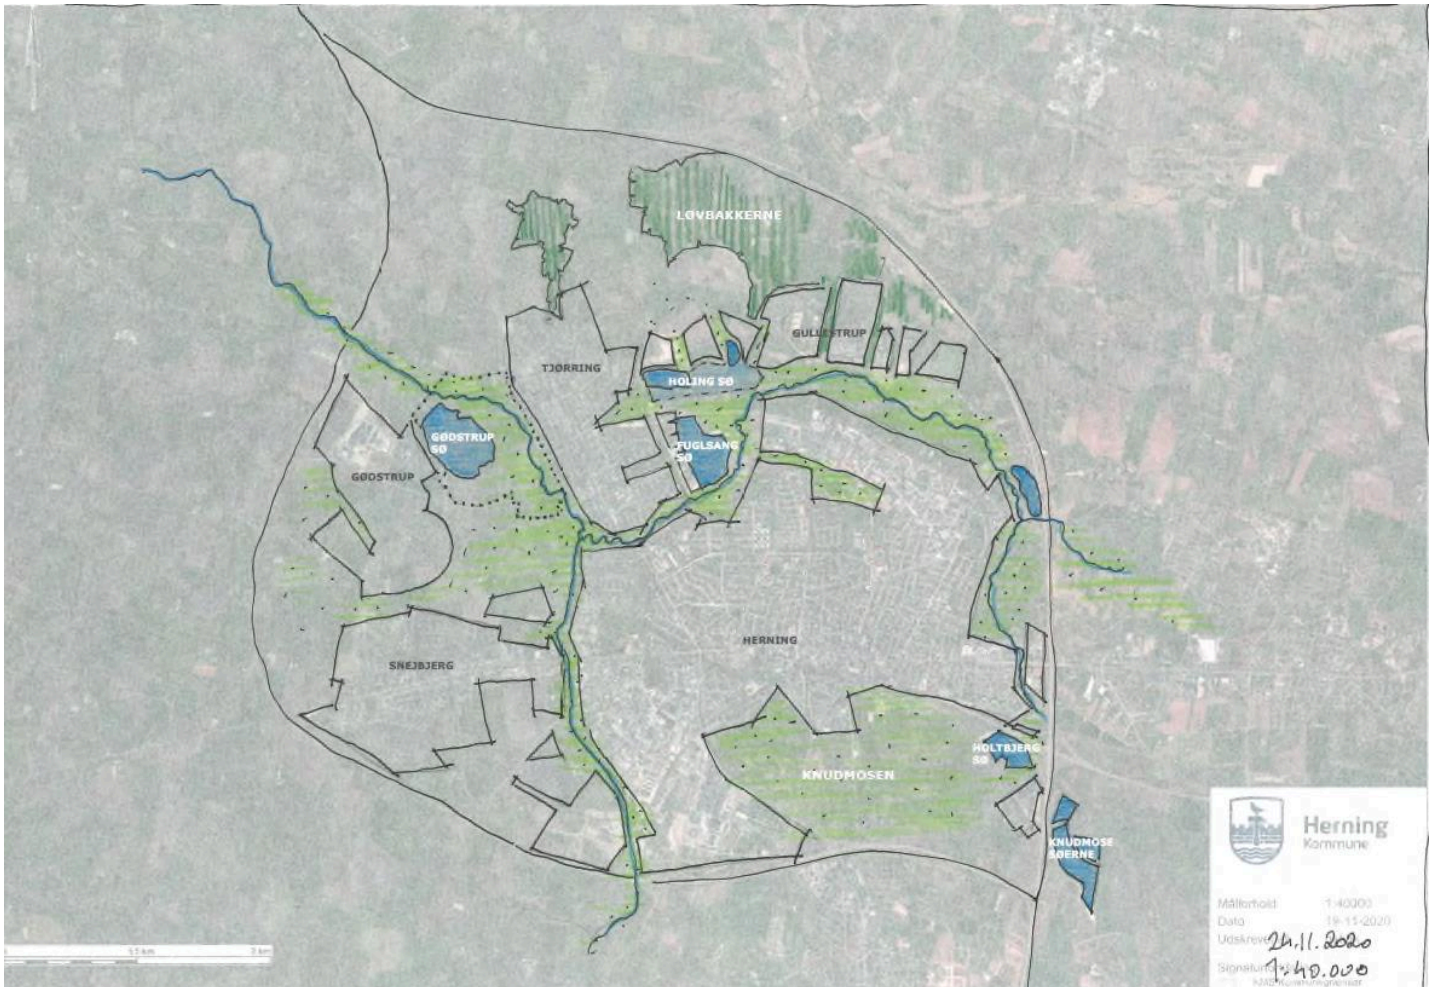 LØVBAKKERNE
GULLESTRUP
TJØRRING
HOLING SØ
GØDSTRUP
SØ
FUGLSANG
SØ
GØDSTRUP
HERNING
SNEJBJERG
KNUDMOSEN
HOLTBJERG
SØ
KNUDMOSE
SØERNE
Herning
Kommune
Målforhold 1:40000
Dato 19-11-2020
24.11.2020
1:40.000